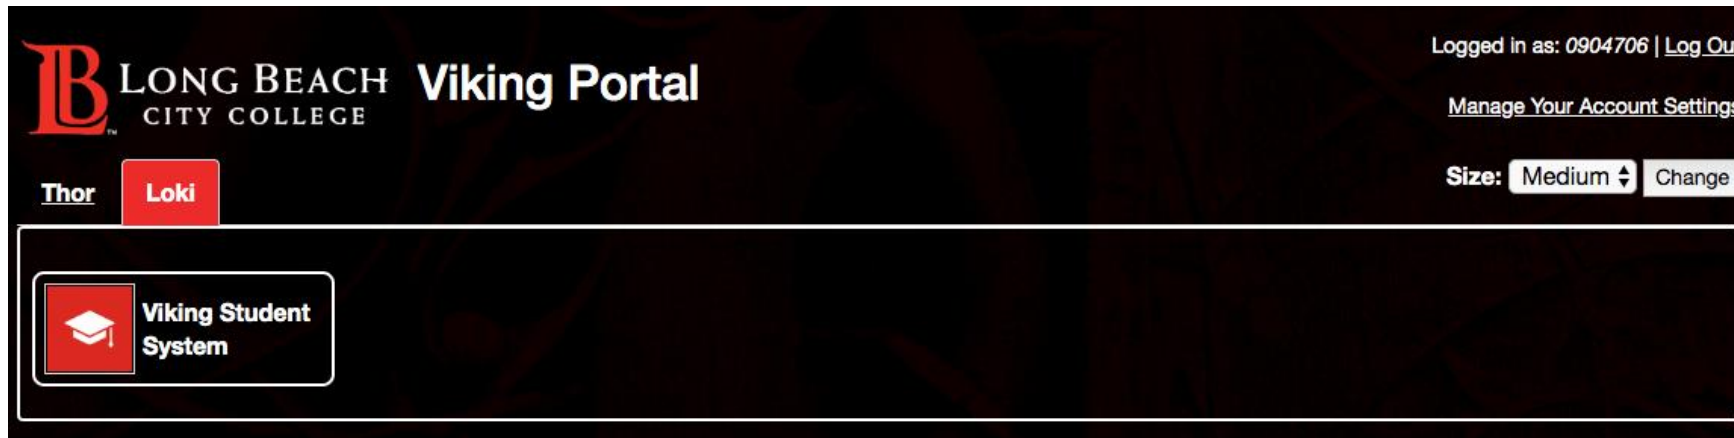 LONG BEACH
CITY COLLEGE
Viking Portal
Logged in as: 0904706 | Log Ou
Manage Your Account Settings
Size: Medium Change
Thor Loki
Viking Student
System